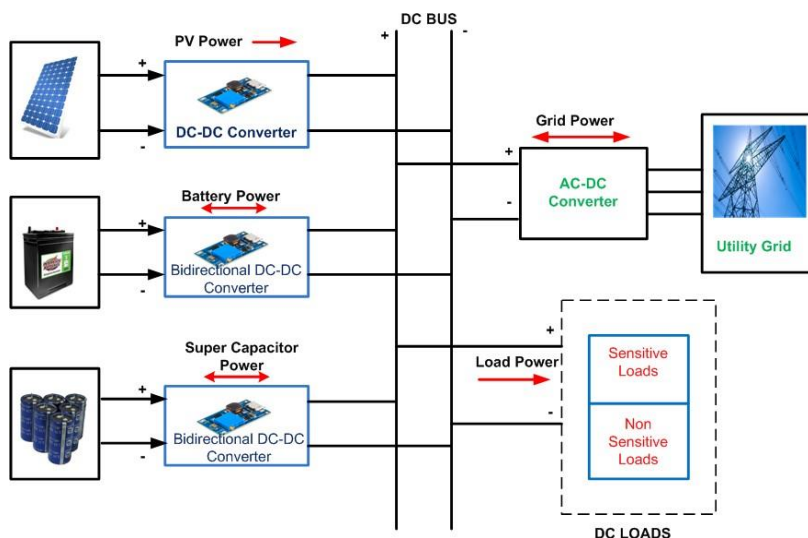 DC BUS
+
-
PV Power
+
-
DC-DC Converter
Battery Power
+
-
Bidirectional DC-DC
Converter
Super Capacitor
Power
+
-
Bidirectional DC-DC
Converter
Grid Power
+
-
AC-DC
Converter
Utility Grid
Load Power
+
-
Sensitive
Loads
Non
Sensitive
Loads
DC LOADS